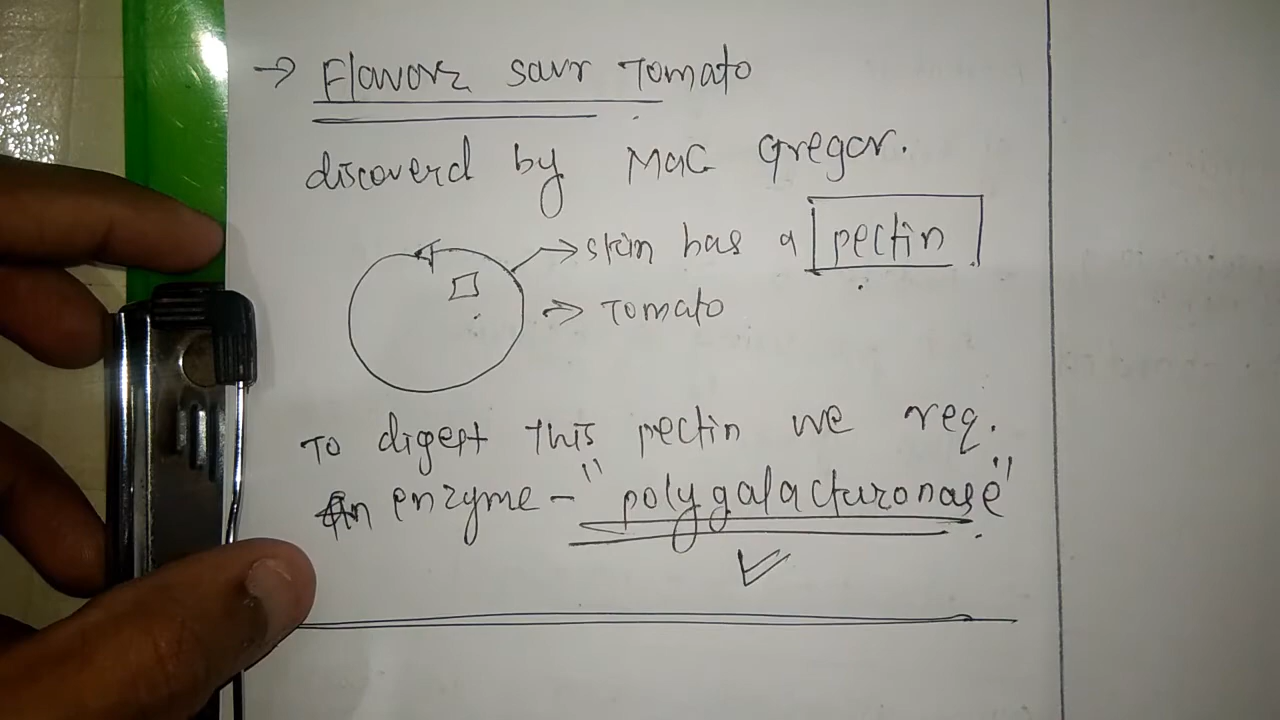 → Flavorz savr Tomato
discoverd by Mac Gregor.
→ skin has a pectin
→ Tomato
To digest this pectin we req.
An enzyme - "polygalacturonase"